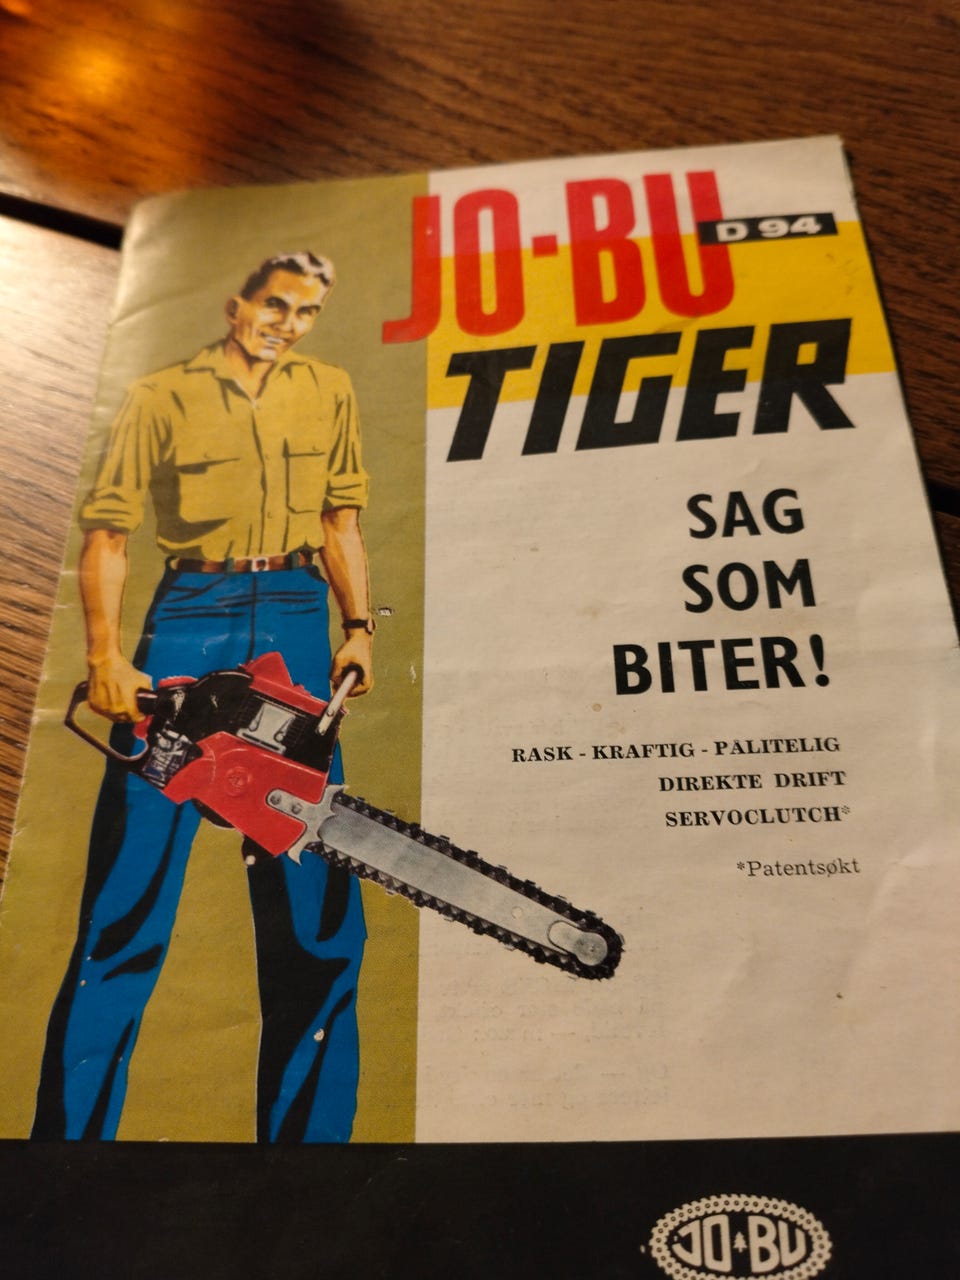 JO-BU
D 94
TIGER
SAG
SOM
BITER!
RASK - KRAFTIG - PÅLITELIG
DIREKTE DRIFT
SERVOCLUTCH*
*Patentsøkt
JO BU